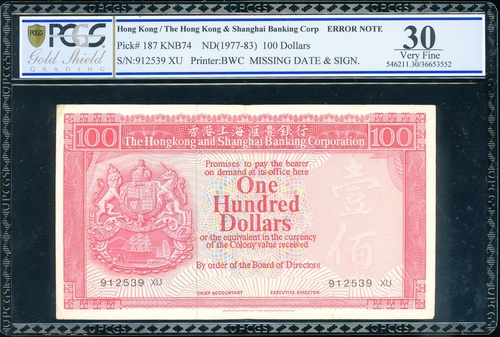 PCGS
Gold Shield
GRADING
Hong Kong / The Hong Kong & Shanghai Banking Corp ERROR NOTE
Pick# 187 KNB74 ND(1977-83) 100 Dollars
S/N:912539 XU Printer:BWC MISSING DATE & SIGN.
30
Very Fine
546211.30/36653552
100
香港上海滙豐銀行
100
The Hongkong and Shanghai Banking Corporation
Promises to pay the bearer
on demand at its office here
One
Hundred
Dollars
or the equivalent in the currency
of the Colony value received
By order of the Board of Directors
壹
佰
912539 XU
912539 XU
CHIEF ACCOUNTANT
EXECUTIVE DIRECTOR